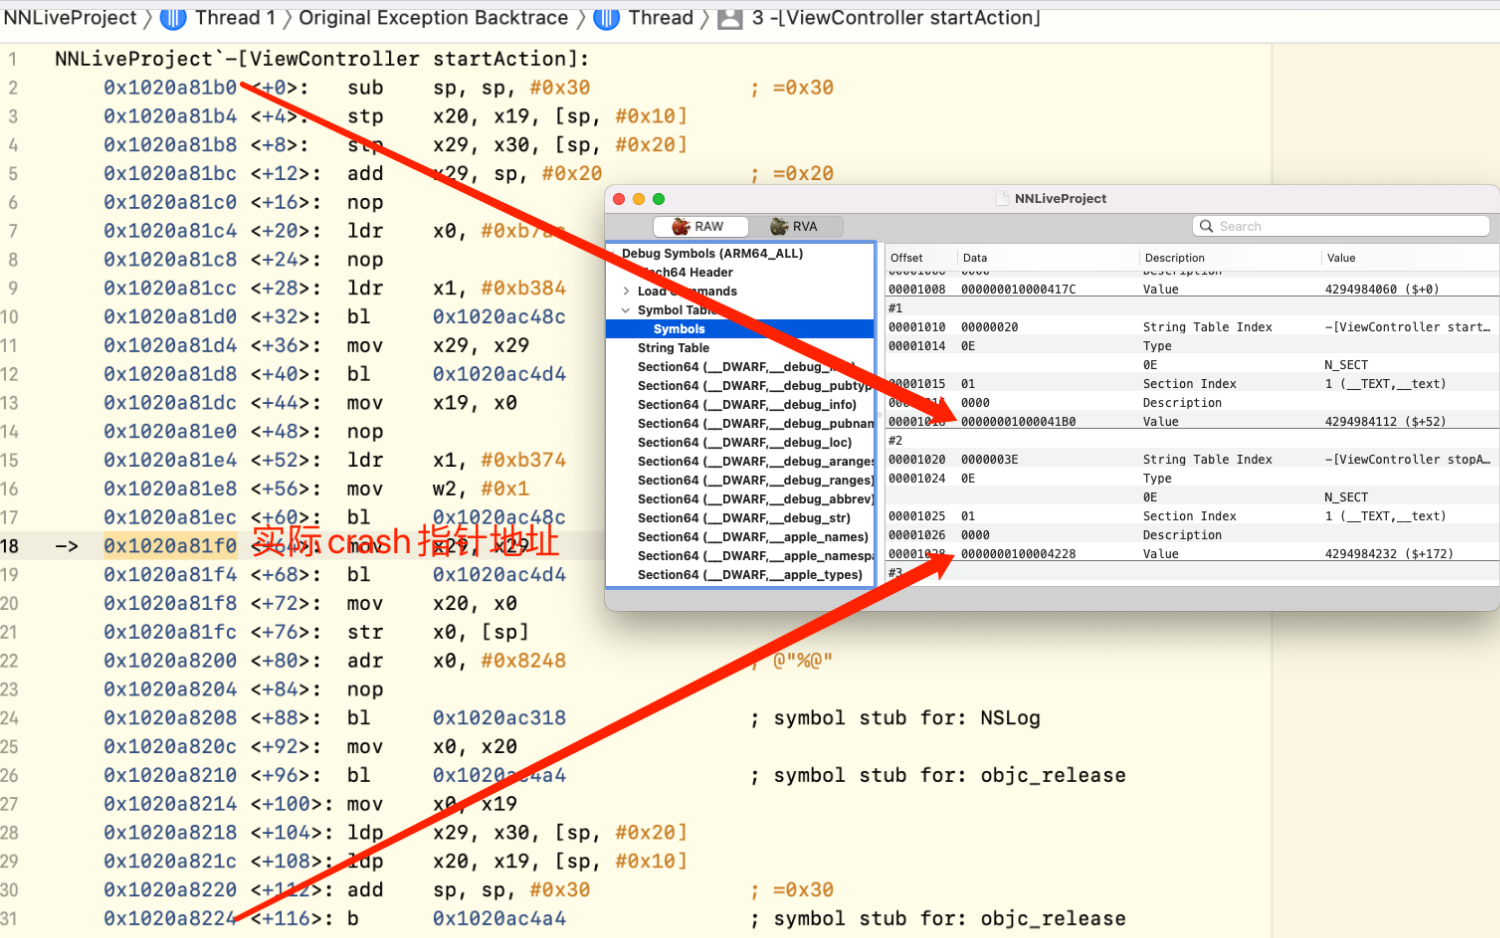 NNLiveProject 〉 Thread 1 〉 Original Exception Backtrace 〉 Thread 〉 3 -[ViewController startAction]
1 NNLiveProject`-[ViewController startAction]:
2 0x1020a81b0 <+0>: sub sp, sp, #0x30 ; =0x30
3 0x1020a81b4 <+4>: stp x20, x19, [sp, #0x10]
4 0x1020a81b8 <+8>: stp x29, x30, [sp, #0x20]
5 0x1020a81bc <+12>: add x29, sp, #0x20 ; =0x20
6 0x1020a81c0 <+16>: nop
7 0x1020a81c4 <+20>: ldr x0,
8 0x1020a81c8 <+24>: nop
9 0x1020a81cc <+28>: ldr x1, #0xb384
10 0x1020a81d0 <+32>: bl 0x1020ac48c
11 0x1020a81d4 <+36>: mov x29, x29
12 0x1020a81d8 <+40>: bl 0x1020ac4d4
13 0x1020a81dc <+44>: mov x19, x0
14 0x1020a81e0 <+48>: nop
15 0x1020a81e4 <+52>: ldr x1, #0xb374
16 0x1020a81e8 <+56>: mov w2, #0x1
17 0x1020a81ec <+60>: bl 0x1020ac48c
18 -> 0x1020a81f0 <+64>: mov x29, x29
实际crash指针地址
19 0x1020a81f4 <+68>: bl 0x1020ac4d4
20 0x1020a81f8 <+72>: mov x20, x0
21 0x1020a81fc <+76>: str x0, [sp]
22 0x1020a8200 <+80>: adr x0, #0x8248 ; @"%@"
23 0x1020a8204 <+84>: nop
24 0x1020a8208 <+88>: bl 0x1020ac318 ; symbol stub for: NSLog
25 0x1020a820c <+92>: mov x0, x20
26 0x1020a8210 <+96>: bl 0x1020ac4a4 ; symbol stub for: objc_release
27 0x1020a8214 <+100>: mov x0, x19
28 0x1020a8218 <+104>: ldp x29, x30, [sp, #0x20]
29 0x1020a821c <+108>: ldp x20, x19, [sp, #0x10]
30 0x1020a8220 <+112>: add sp, sp, #0x30 ; =0x30
31 0x1020a8224 <+116>: b 0x1020ac4a4 ; symbol stub for: objc_release
NNLiveProject
RAW RVA Search
Debug Symbols (ARM64_ALL)
Mach64 Header
Load Commands
Symbol Table
Symbols
String Table
Section64 (__DWARF,__debug_
Section64 (__DWARF,__debug_pubtyp
Section64 (__DWARF,__debug_info)
Section64 (__DWARF,__debug_pubnam
Section64 (__DWARF,__debug_loc)
Section64 (__DWARF,__debug_aranges
Section64 (__DWARF,__debug_ranges)
Section64 (__DWARF,__debug_abbrev)
Section64 (__DWARF,__debug_str)
Section64 (__DWARF,__apple_names)
Section64 (__DWARF,__apple_namespa
Section64 (__DWARF,__apple_types)
Offset Data Description Value
00001006 0000 Description
00001008 000000010000417C Value 4294984060 ($+0)
#1
00001010 00000020 String Table Index -[ViewController start...
00001014 0E Type
0E N_SECT
00001015 01 Section Index 1 (__TEXT,__text)
00001016 0000 Description
00001018 00000001000041B0 Value 4294984112 ($+52)
#2
00001020 0000003E String Table Index -[ViewController stopA...
00001024 0E Type
0E N_SECT
00001025 01 Section Index 1 (__TEXT,__text)
00001026 0000 Description
00001028 0000000100004228 Value 4294984232 ($+172)
#3